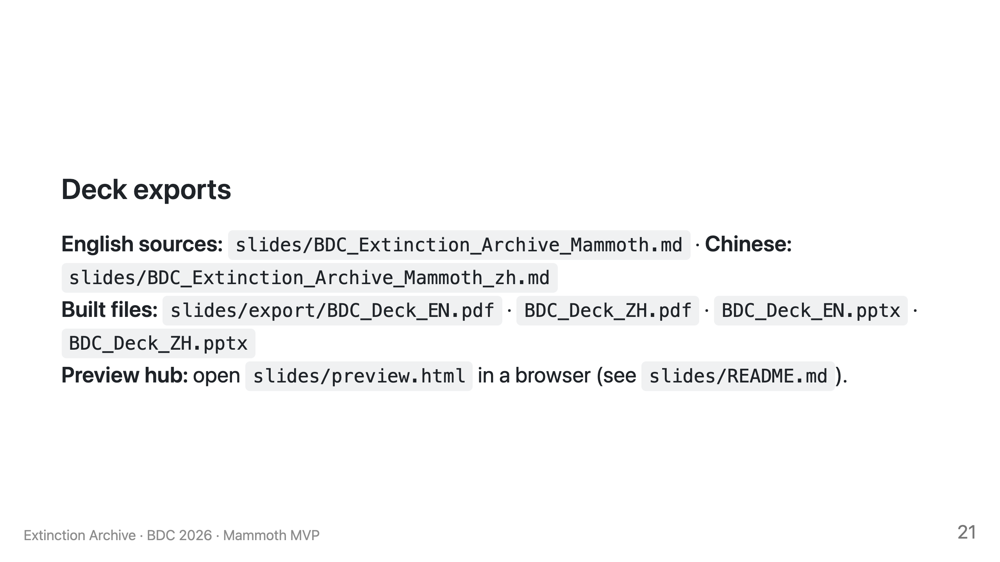 Deck exports
English sources: slides/BDC_Extinction_Archive_Mammoth.md · Chinese:
slides/BDC_Extinction_Archive_Mammoth_zh.md
Built files: slides/export/BDC_Deck_EN.pdf · BDC_Deck_ZH.pdf · BDC_Deck_EN.pptx ·
BDC_Deck_ZH.pptx
Preview hub: open slides/preview.html in a browser (see slides/README.md).
Extinction Archive · BDC 2026 · Mammoth MVP
21